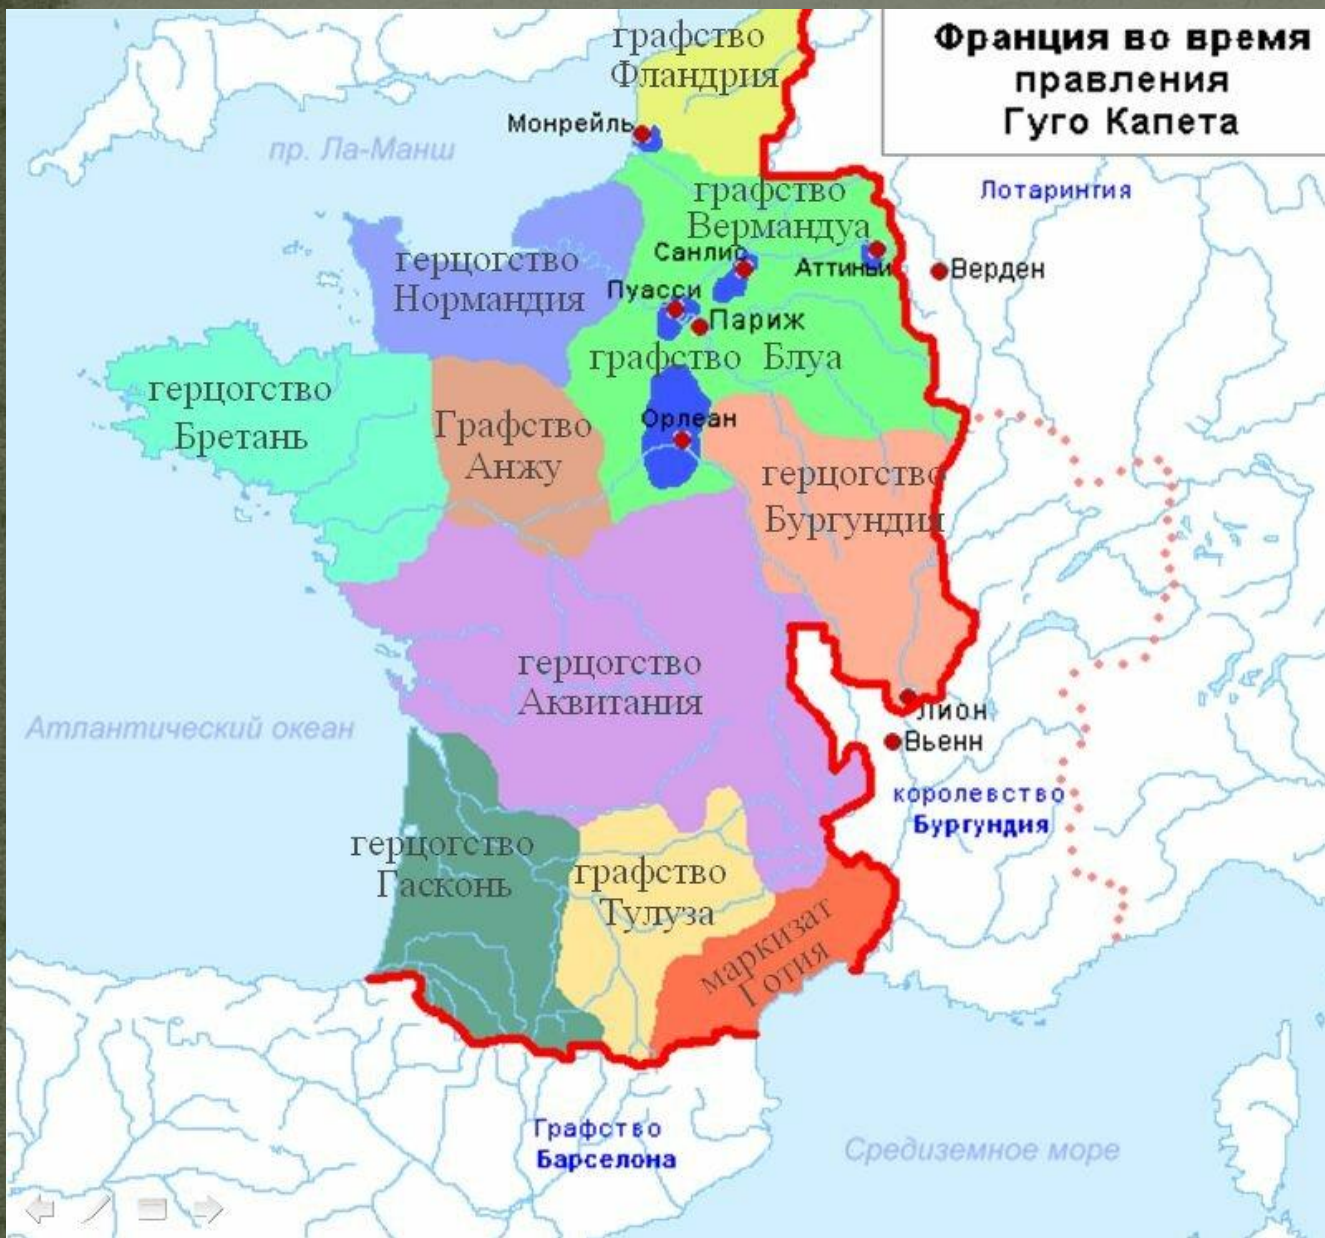 Франция во время
правления
Гуго Капета
графство
Фландрия
Монрейль
пр. Ла-Манш
Лотарингия
графство
Вермандуа
Санлис
Аттиньи
Верден
герцогство
Нормандия
Пуасси
Париж
графство Блуа
герцогство
Бретань
Графство
Анжу
Орлеан
герцогство
Бургундия
герцогство
Аквитания
Атлантический океан
Лион
Вьенн
королевство
Бургундия
герцогство
Гасконь
графство
Тулуза
маркизат
Готия
Графство
Барселона
Средиземное море